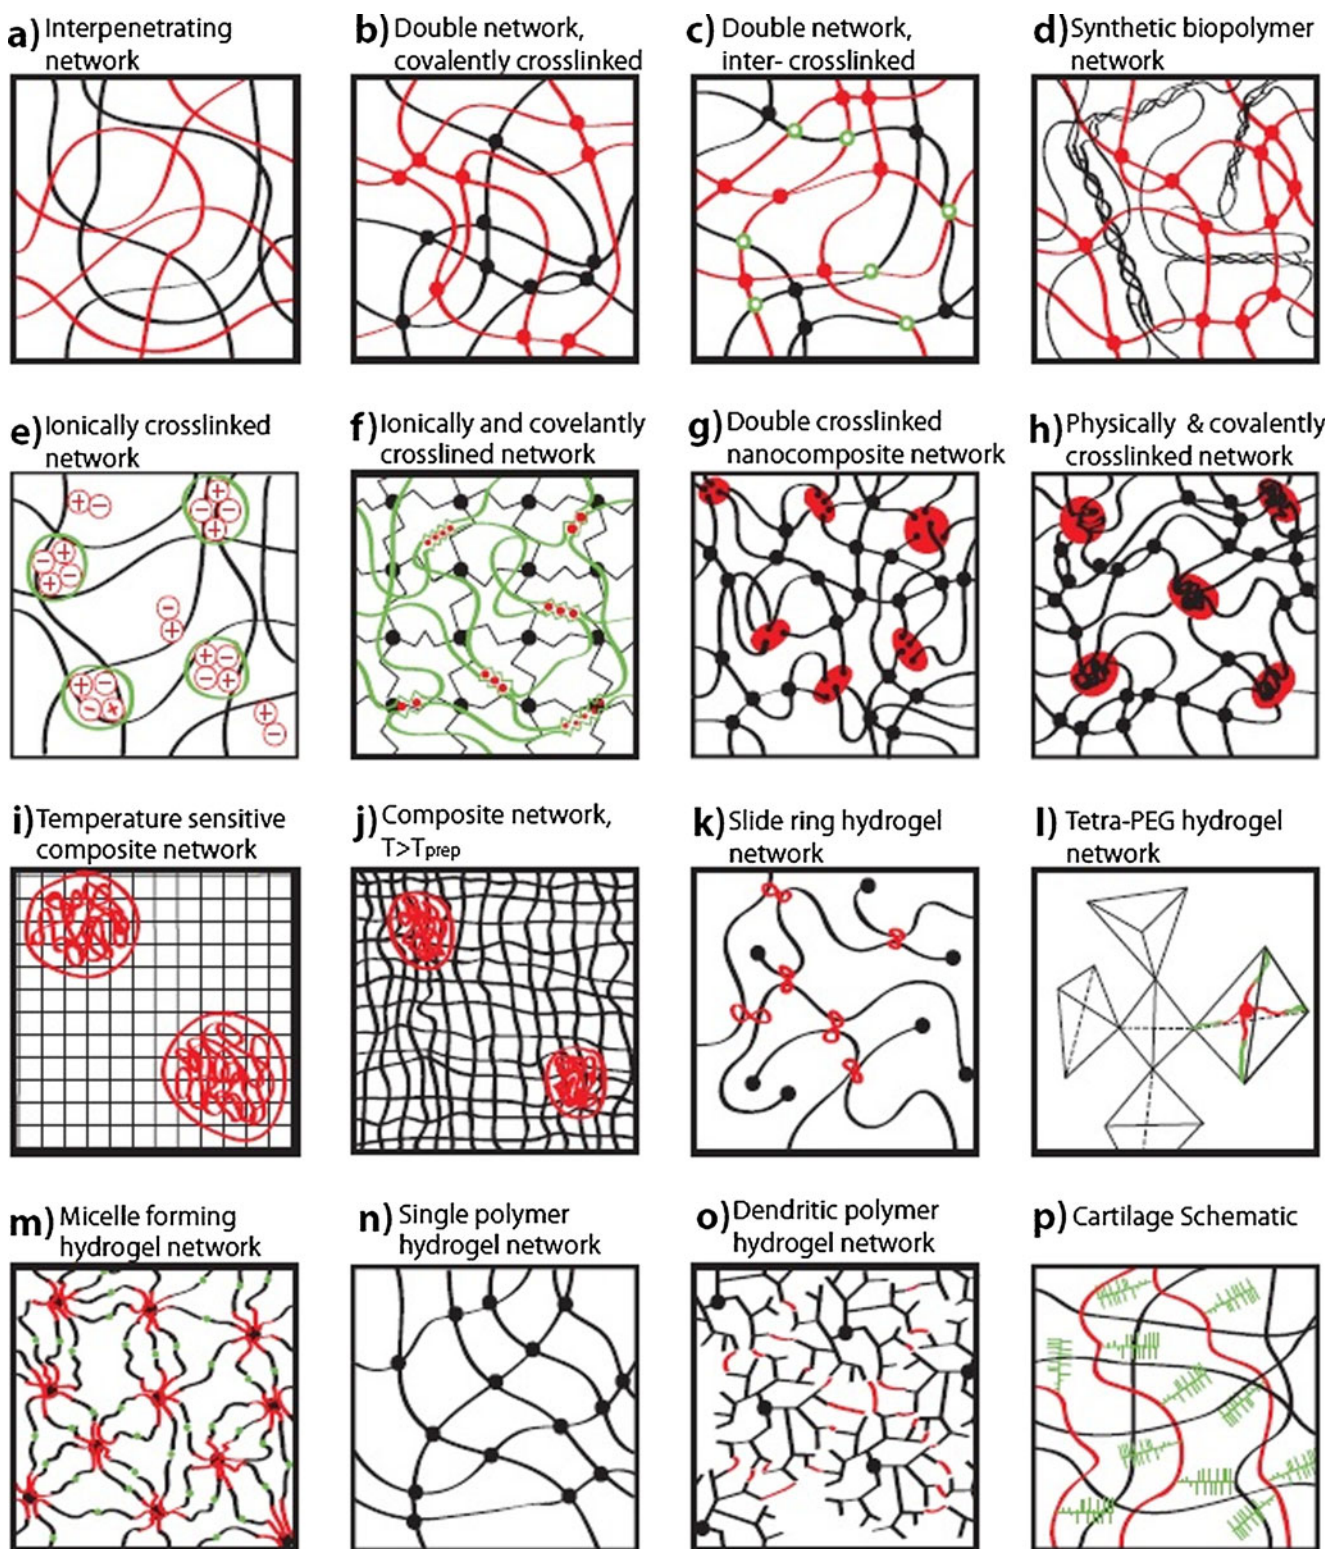 a) Interpenetrating
network
b) Double network,
covalently crosslinked
c) Double network,
inter- crosslinked
d) Synthetic biopolymer
network
e) Ionically crosslinked
network
f) Ionically and covelantly
crosslined network
g) Double crosslinked
nanocomposite network
h) Physically & covalently
crosslinked network
i) Temperature sensitive
composite network
j) Composite network,
T>Tprep
k) Slide ring hydrogel
network
l) Tetra-PEG hydrogel
network
m) Micelle forming
hydrogel network
n) Single polymer
hydrogel network
o) Dendritic polymer
hydrogel network
p) Cartilage Schematic